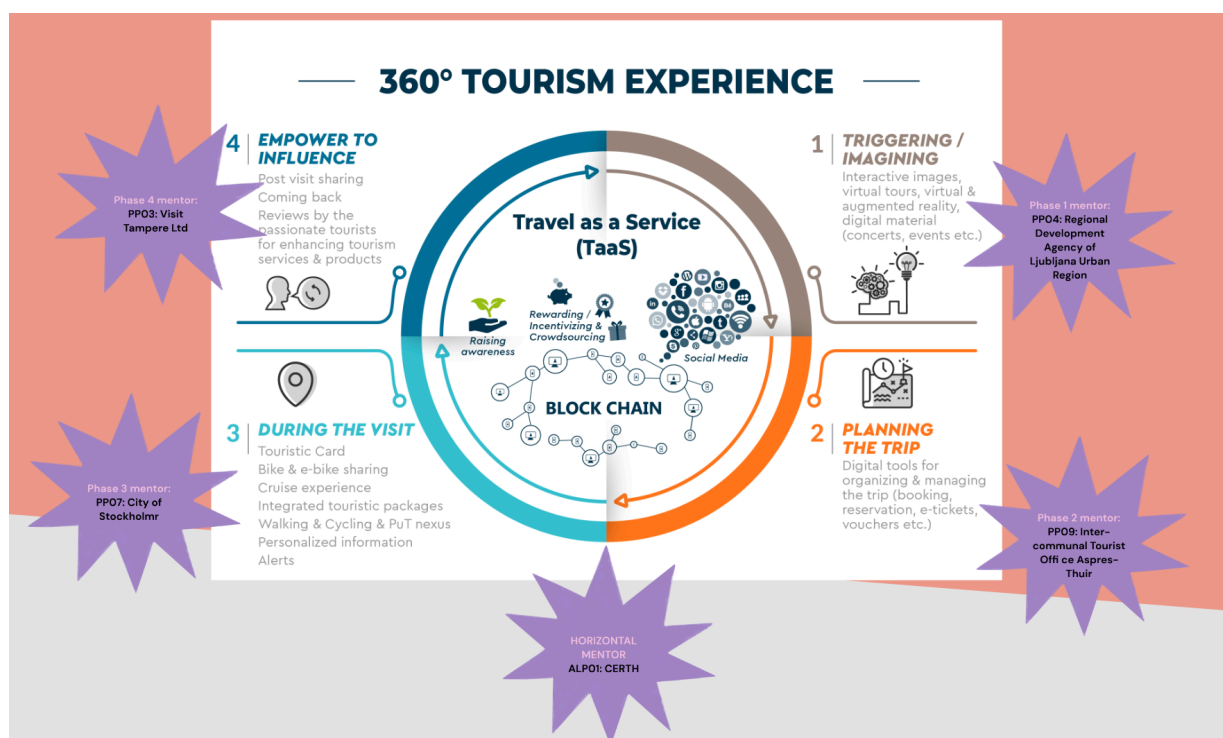 360° TOURISM EXPERIENCE
4
EMPOWER TO
INFLUENCE
Post visit sharing
Coming back
Reviews by the
passionate tourists
for enhancing tourism
services & products
1
TRIGGERING /
IMAGINING
Interactive images,
virtual tours, virtual &
augmented reality,
digital material
(concerts, events etc.)
Phase 4 mentor:
PP03: Visit
Tampere Ltd
Phase 1 mentor:
PP04: Regional
Development
Agency of
Ljubljana Urban
Region
Travel as a Service
(TaaS)
Raising
awareness
Rewarding /
Incentivizing &
Crowdsourcing
Social Media
BLOCK CHAIN
3
DURING THE VISIT
Touristic Card
Bike & e-bike sharing
Cruise experience
Integrated touristic packages
Walking & Cycling & PuT nexus
Personalized information
Alerts
2
PLANNING
THE TRIP
Digital tools for
organizing & managing
the trip (booking,
reservation, e-tickets,
vouchers etc.)
Phase 3 mentor:
PP07: City of
Stockholmr
Phase 2 mentor:
PP09: Inter-
communal Tourist
Offi ce Aspres-
Thuir
HORIZONTAL
MENTOR
ALP01: CERTH